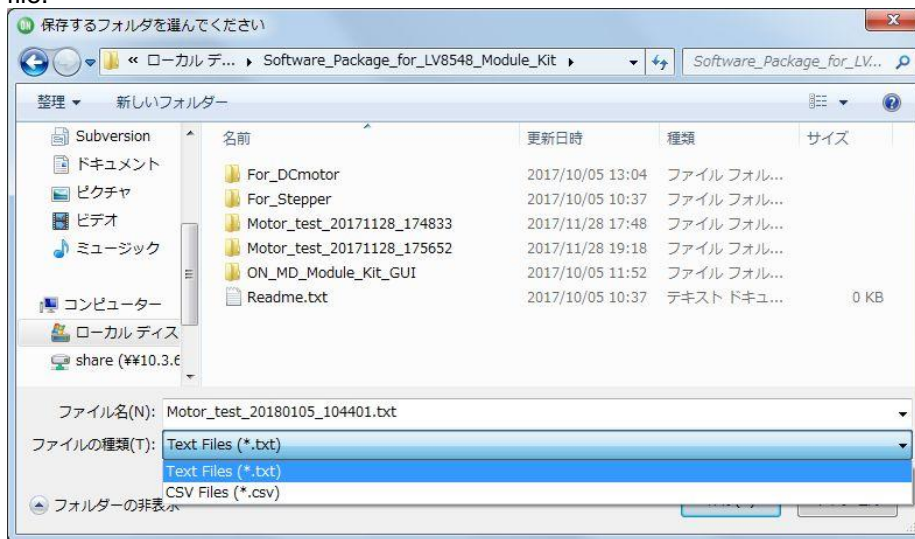 file.
保存するフォルダを選んでください
« ローカル デ... ▸ Software_Package_for_LV8548_Module_Kit ▸
Software_Package_for_LV...
整理 ▼ 新しいフォルダー
Subversion
ドキュメント
ピクチャ
ビデオ
ミュージック
コンピューター
ローカル ディス
share (¥¥10.3.6
名前 更新日時 種類 サイズ
For_DCmotor 2017/10/05 13:04 ファイル フォル...
For_Stepper 2017/10/05 10:37 ファイル フォル...
Motor_test_20171128_174833 2017/11/28 17:48 ファイル フォル...
Motor_test_20171128_175652 2017/11/28 19:18 ファイル フォル...
ON_MD_Module_Kit_GUI 2017/10/05 11:52 ファイル フォル...
Readme.txt 2017/10/05 10:37 テキスト ドキュ... 0 KB
ファイル名(N): Motor_test_20180105_104401.txt
ファイルの種類(T): Text Files (*.txt)
Text Files (*.txt)
CSV Files (*.csv)
フォルダーの非表示